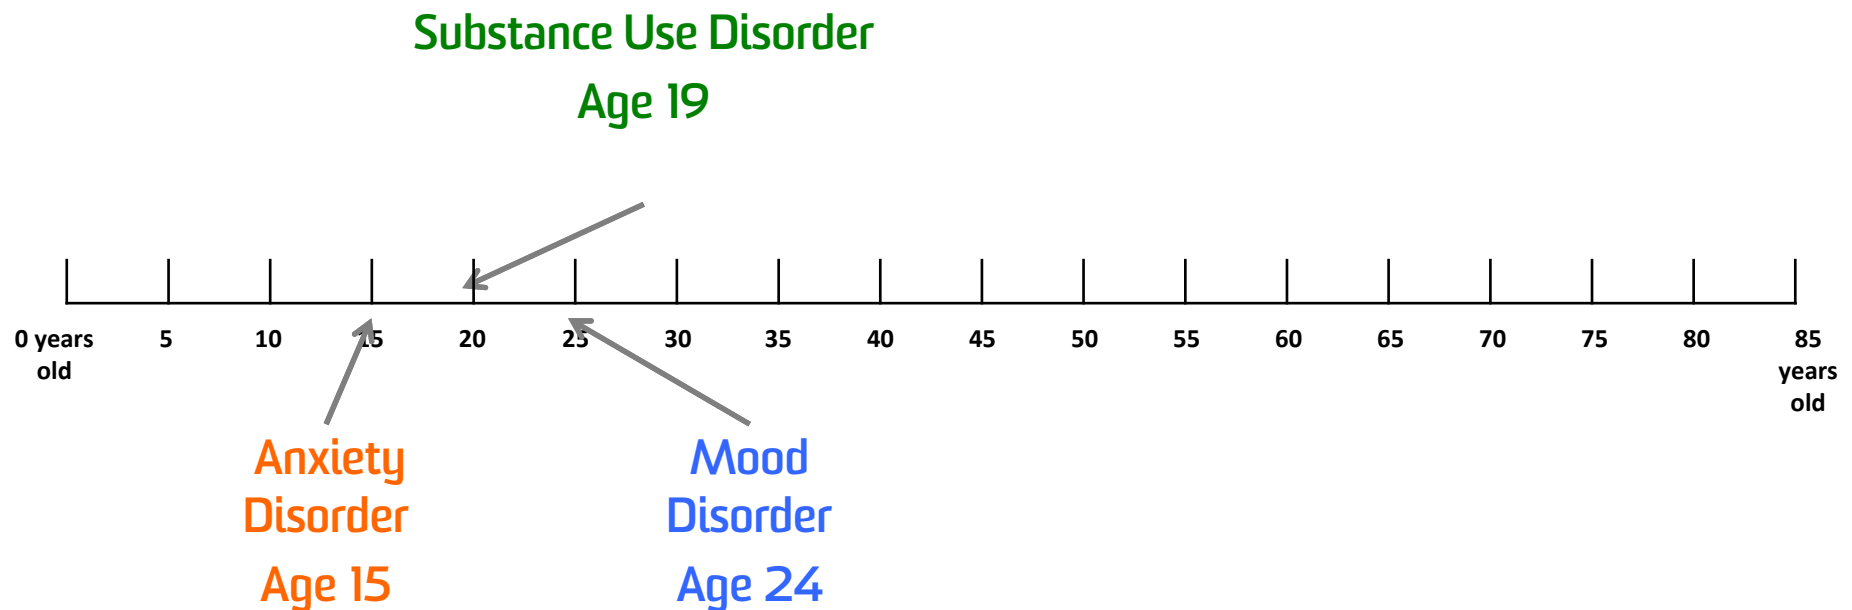 Substance Use Disorder
Age 19
0 years
old
5
10
15
20
25
30
35
40
45
50
55
60
65
70
75
80
85
years
old
Anxiety
Disorder
Age 15
Mood
Disorder
Age 24